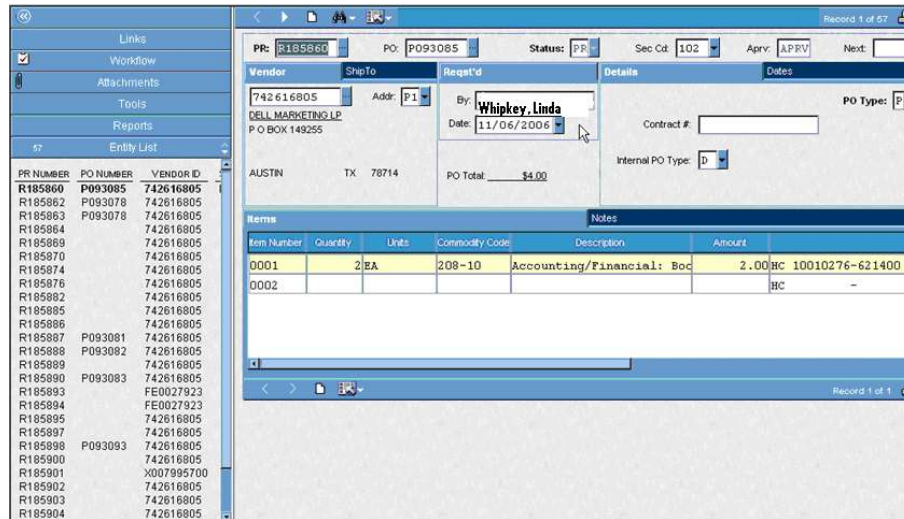 Record 1 of 57
Links
Workflow
Attachments
Tools
Reports
57 Entity List
PR NUMBER PO NUMBER VENDOR ID
R185860 P093085 742616805
R185862 P093078 742616805
R185863 P093078 742616805
R185864 742616805
R185869 742616805
R185870 742616805
R185874 742616805
R185876 742616805
R185882 742616805
R185885 742616805
R185886 742616805
R185887 P093081 742616805
R185888 P093082 742616805
R185889 742616805
R185890 P093083 742616805
R185893 FE0027923
R185894 FE0027923
R185895 742616805
R185897 742616805
R185898 P093093 742616805
R185900 742616805
R185901 X007995700
R185902 742616805
R185903 742616805
R185904 742616805
PR: R185860 PO: P093085 Status: PR Sec Cd: 102 Aprv: APRV Next:
Vendor ShipTo Reqst'd Details Dates
742616805 Addr: P1 By: Whipkey, Linda PO Type: P
DELL MARKETING LP
P O BOX 149255
Date: 11/06/2006 Contract #:
Internal PO Type: D
AUSTIN TX 78714 PO Total: $4.00
Items Notes
Item Number Quantity Units Commodity Code Description Amount
0001 2 EA 208-10 Accounting/Financial: Boc 2.00 HC 10010276-621400
0002 HC -
Record 1 of 1